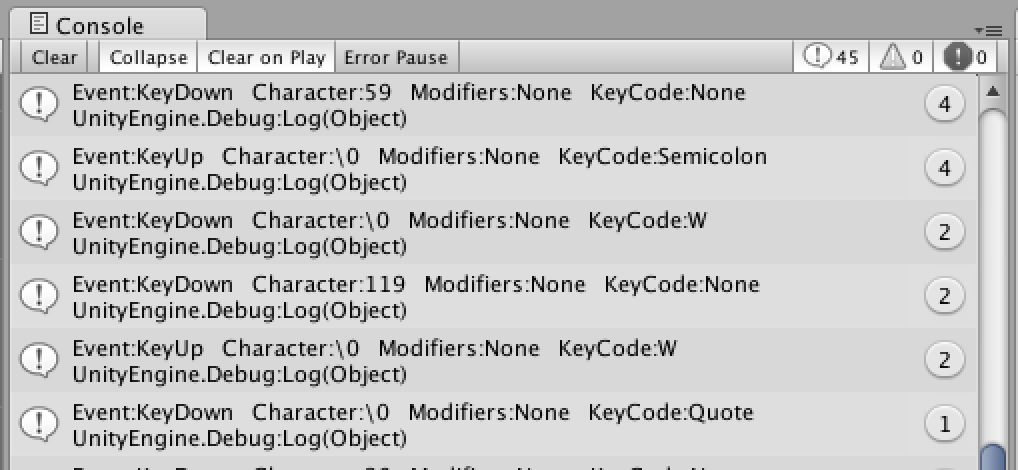 Console
Clear Collapse Clear on Play Error Pause 45 0 0
Event:KeyDown Character:59 Modifiers:None KeyCode:None
UnityEngine.Debug:Log(Object)
4
Event:KeyUp Character:\0 Modifiers:None KeyCode:Semicolon
UnityEngine.Debug:Log(Object)
4
Event:KeyDown Character:\0 Modifiers:None KeyCode:W
UnityEngine.Debug:Log(Object)
2
Event:KeyDown Character:119 Modifiers:None KeyCode:None
UnityEngine.Debug:Log(Object)
2
Event:KeyUp Character:\0 Modifiers:None KeyCode:W
UnityEngine.Debug:Log(Object)
2
Event:KeyDown Character:\0 Modifiers:None KeyCode:Quote
UnityEngine.Debug:Log(Object)
1